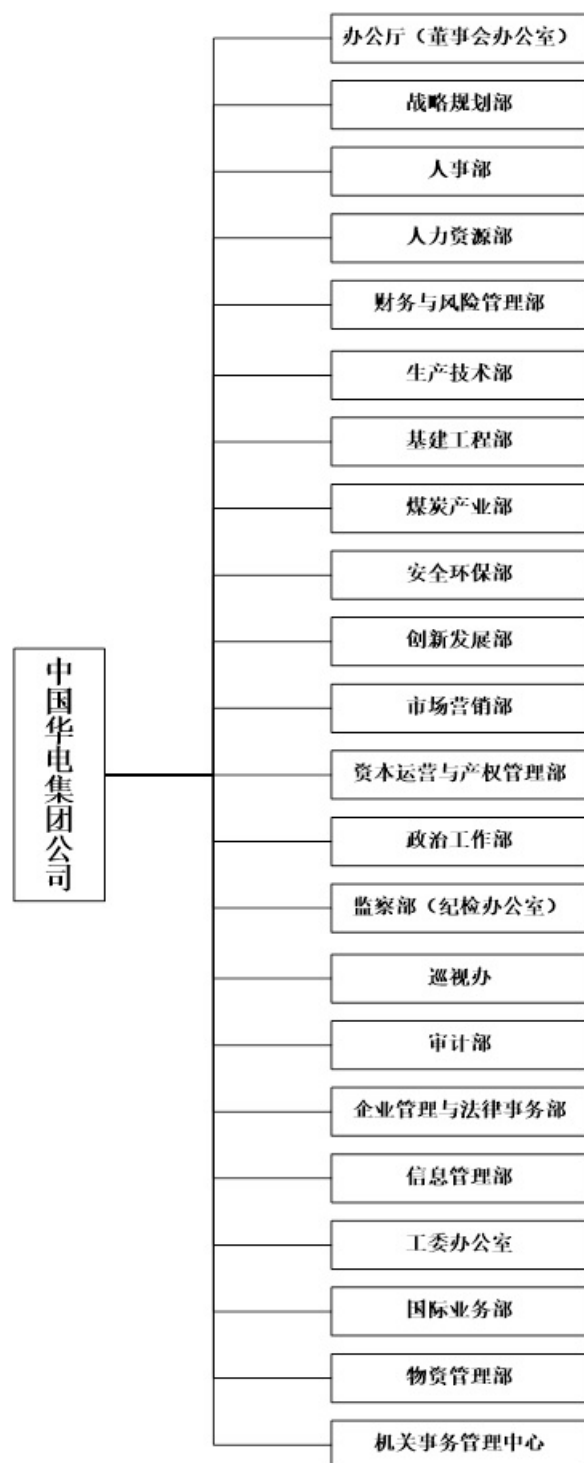 办公厅（董事会办公室）
战略规划部
人事部
人力资源部
财务与风险管理部
生产技术部
基建工程部
煤炭产业部
安全环保部
创新发展部
市场营销部
中国华电集团公司
资本运营与产权管理部
政治工作部
监察部（纪检办公室）
巡视办
审计部
企业管理与法律事务部
信息管理部
工委办公室
国际业务部
物资管理部
机关事务管理中心